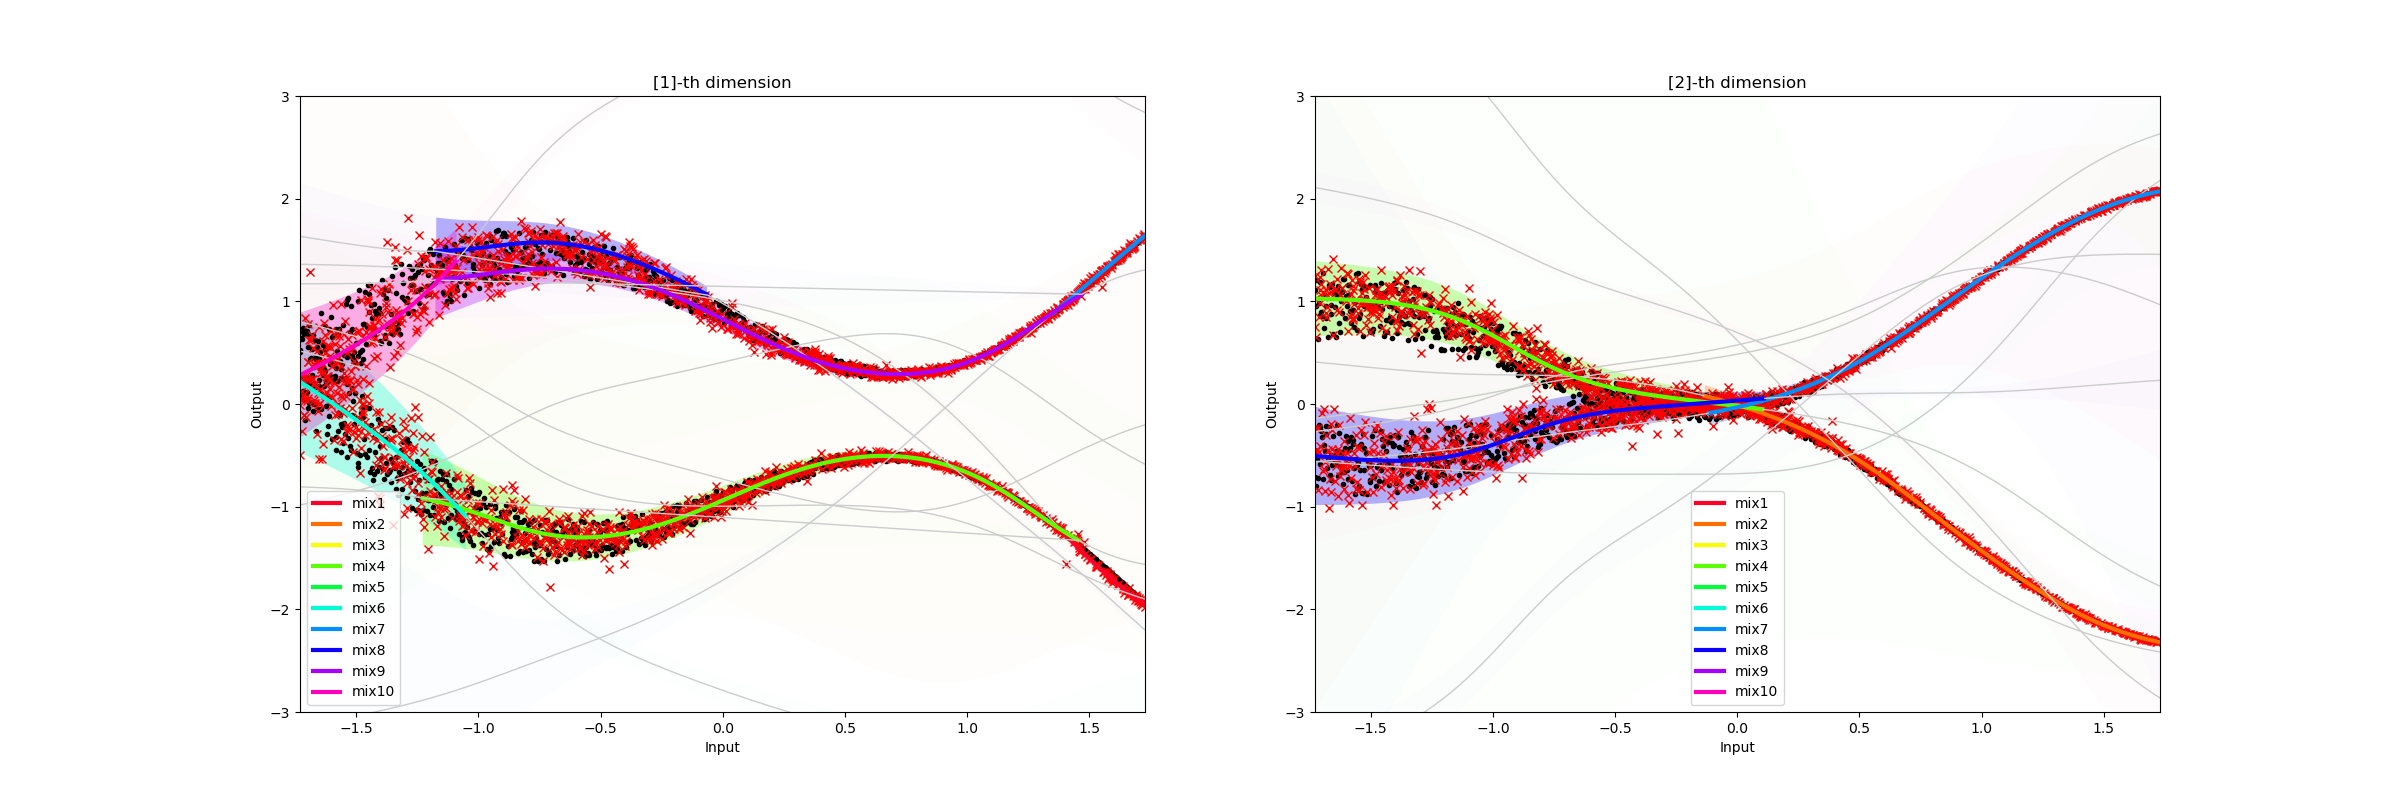 [1]-th dimension
3
2
1
0
−1
−2
−3
Output
−1.5
−1.0
−0.5
0.0
0.5
1.0
1.5
Input
mix1
mix2
mix3
mix4
mix5
mix6
mix7
mix8
mix9
mix10
[2]-th dimension
3
2
1
0
−1
−2
−3
Output
−1.5
−1.0
−0.5
0.0
0.5
1.0
1.5
Input
mix1
mix2
mix3
mix4
mix5
mix6
mix7
mix8
mix9
mix10